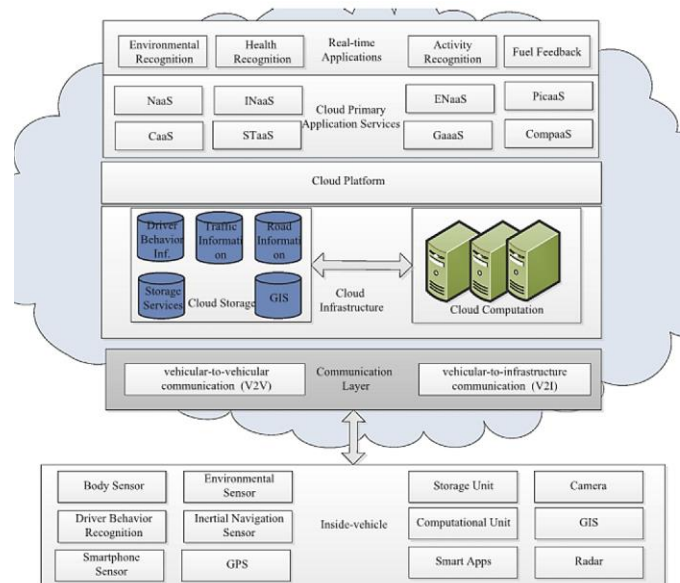 Environmental
Recognition
Health
Recognition
Real-time
Applications
Activity
Recognition
Fuel Feedback
NaaS
INaaS
Cloud Primary
Application Services
ENaaS
PicaaS
CaaS
STaaS
GaaaS
CompaaS
Cloud Platform
Driver
Behavior
Inf.
Traffic
Informati
on
Road
Informati
on
Storage
Services
Cloud Storage
GIS
Cloud
Infrastructure
Cloud Computation
vehicular-to-vehicular
communication (V2V)
Communication
Layer
vehicular-to-infrastructure
communication (V2I)
Body Sensor
Environmental
Sensor
Storage Unit
Camera
Driver Behavior
Recognition
Inertial Navigation
Sensor
Inside-vehicle
Computational Unit
GIS
Smartphone
Sensor
GPS
Smart Apps
Radar